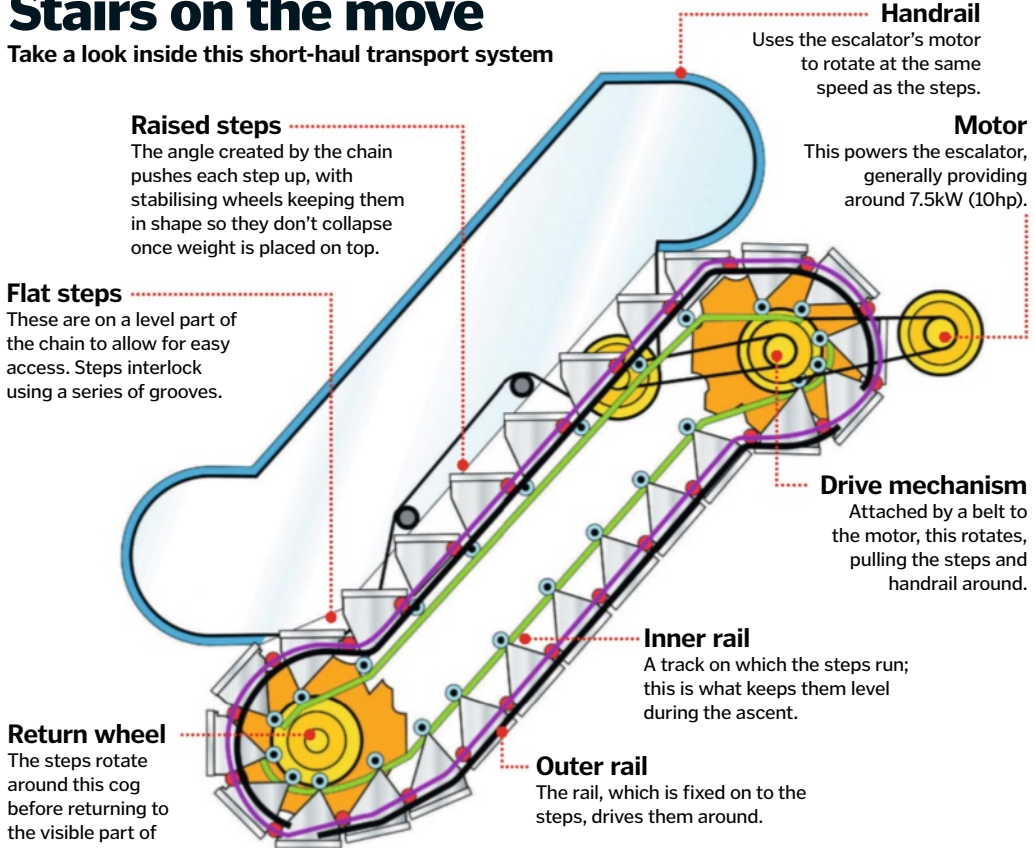 Stairs on the move
Take a look inside this short-haul transport system
Handrail
Uses the escalator's motor
to rotate at the same
speed as the steps.
Motor
This powers the escalator,
generally providing
around 7.5kW (10hp).
Raised steps
The angle created by the chain
pushes each step up, with
stabilising wheels keeping them
in shape so they don't collapse
once weight is placed on top.
Flat steps
These are on a level part of
the chain to allow for easy
access. Steps interlock
using a series of grooves.
Drive mechanism
Attached by a belt to
the motor, this rotates,
pulling the steps and
handrail around.
Inner rail
A track on which the steps run;
this is what keeps them level
during the ascent.
Outer rail
The rail, which is fixed on to the
steps, drives them around.
Return wheel
The steps rotate
around this cog
before returning to
the visible part of